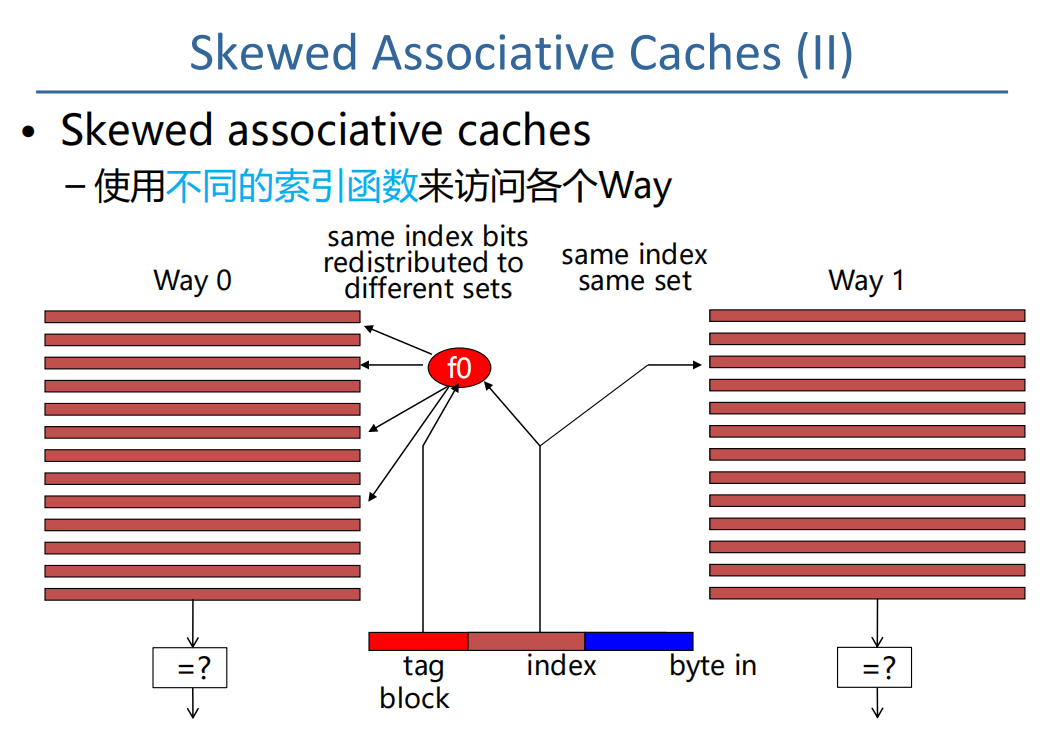 Skewed Associative Caches (II)
• Skewed associative caches
– 使用不同的索引函数来访问各个Way
same index bits
redistributed to
different sets
same index
same set
Way 0
Way 1
f0
=?
=?
tag index byte in
block